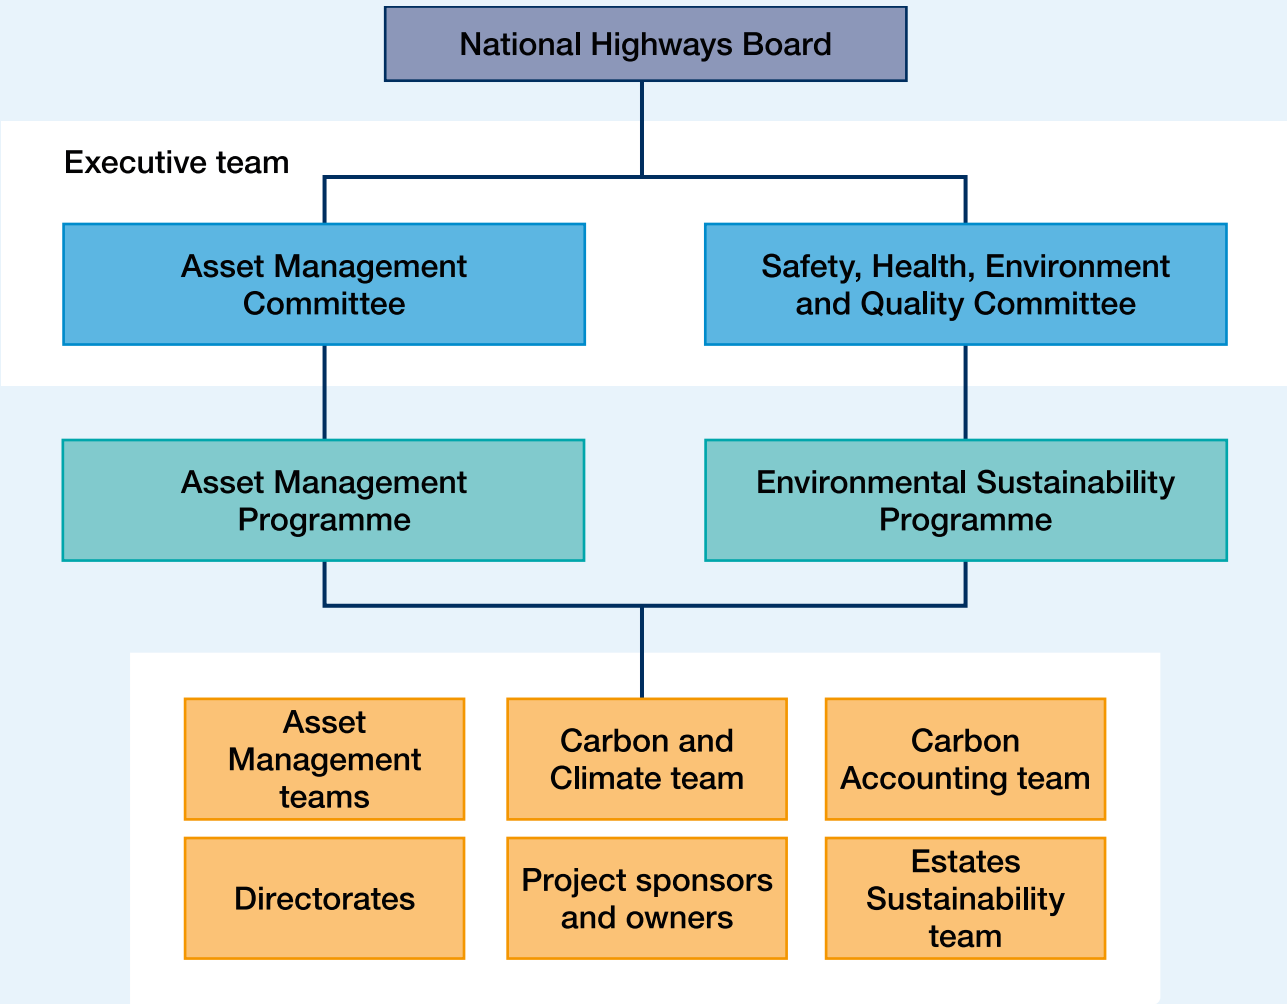 National Highways Board
Executive team
Asset Management
Committee
Safety, Health, Environment
and Quality Committee
Asset Management
Programme
Environmental Sustainability
Programme
Asset
Management
teams
Carbon and
Climate team
Carbon
Accounting team
Directorates
Project sponsors
and owners
Estates
Sustainability
team